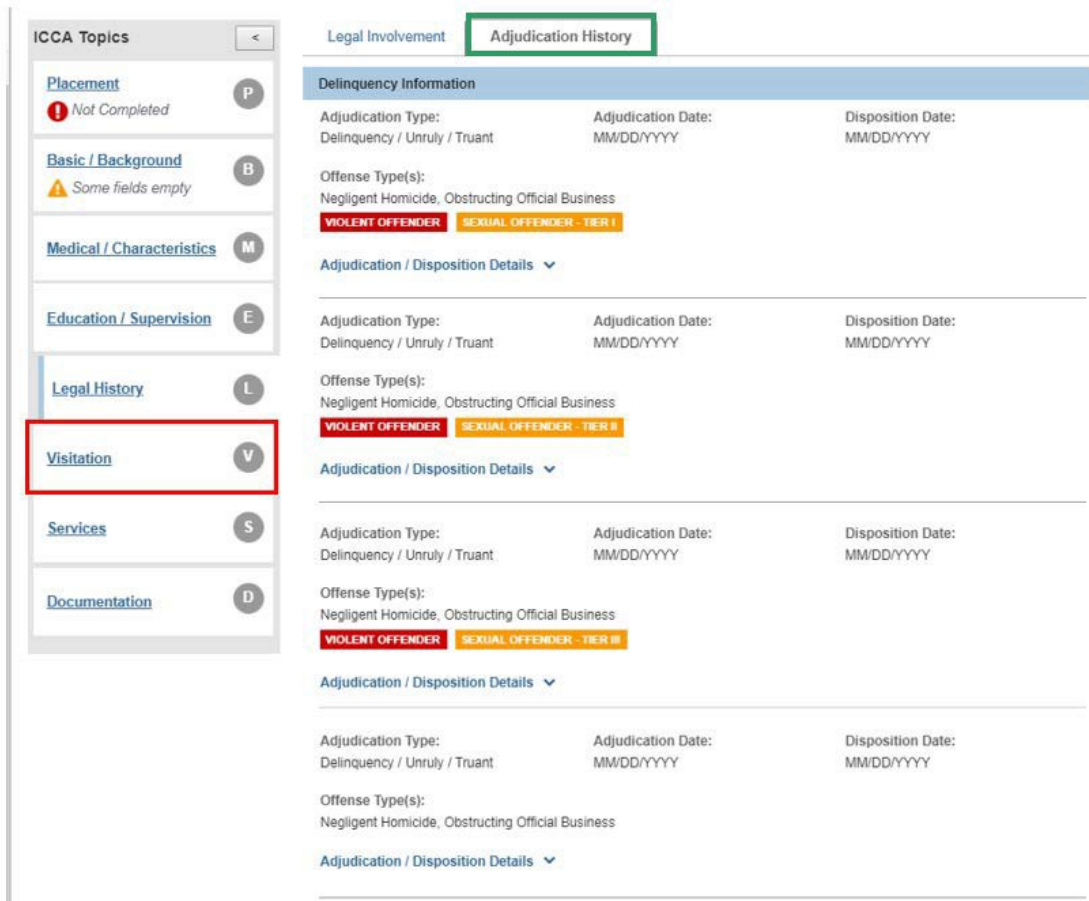 ICCA Topics <
Placement P
Not Completed
Basic / Background B
Some fields empty
Medical / Characteristics M
Education / Supervision E
Legal History L
Visitation V
Services S
Documentation D
Legal Involvement Adjudication History
Delinquency Information
Adjudication Type: Adjudication Date: Disposition Date:
Delinquency / Unruly / Truant MM/DD/YYYY MM/DD/YYYY
Offense Type(s):
Negligent Homicide, Obstructing Official Business
VIOLENT OFFENDER SEXUAL OFFENDER - TIER I
Adjudication / Disposition Details
Adjudication Type: Adjudication Date: Disposition Date:
Delinquency / Unruly / Truant MM/DD/YYYY MM/DD/YYYY
Offense Type(s):
Negligent Homicide, Obstructing Official Business
VIOLENT OFFENDER SEXUAL OFFENDER - TIER II
Adjudication / Disposition Details
Adjudication Type: Adjudication Date: Disposition Date:
Delinquency / Unruly / Truant MM/DD/YYYY MM/DD/YYYY
Offense Type(s):
Negligent Homicide, Obstructing Official Business
VIOLENT OFFENDER SEXUAL OFFENDER - TIER III
Adjudication / Disposition Details
Adjudication Type: Adjudication Date: Disposition Date:
Delinquency / Unruly / Truant MM/DD/YYYY MM/DD/YYYY
Offense Type(s):
Negligent Homicide, Obstructing Official Business
Adjudication / Disposition Details